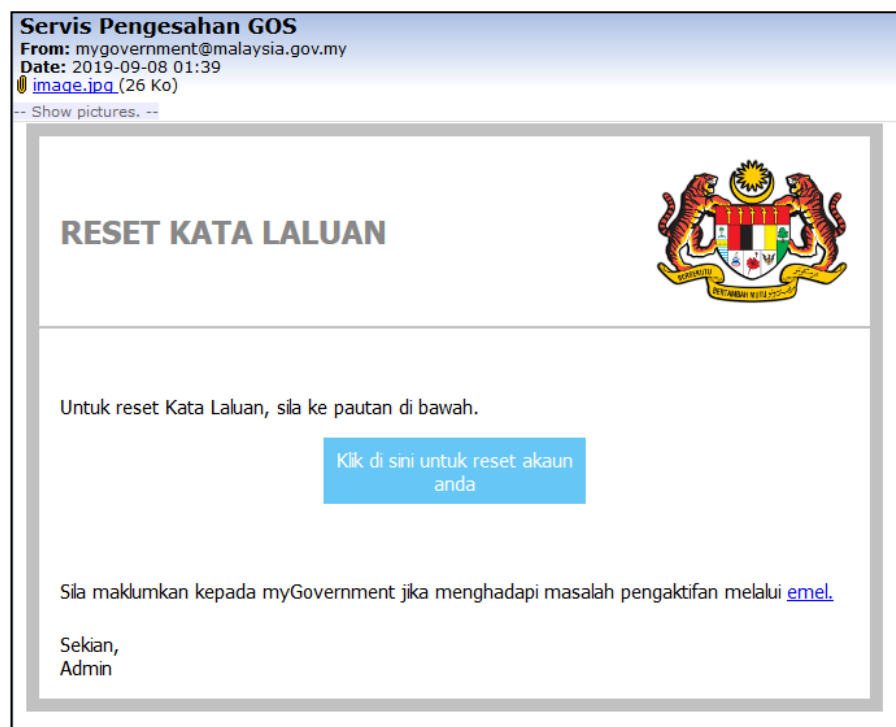 Servis Pengesahan GOS
From: mygovernment@malaysia.gov.my
Date: 2019-09-08 01:39
image.jpg (26 Ko)
-- Show pictures. --
RESET KATA LALUAN
BERTAMBAH MUTU
Untuk reset Kata Laluan, sila ke pautan di bawah.
Klik di sini untuk reset akaun
anda
Sila maklumkan kepada myGovernment jika menghadapi masalah pengaktifan melalui emel.
Sekian,
Admin